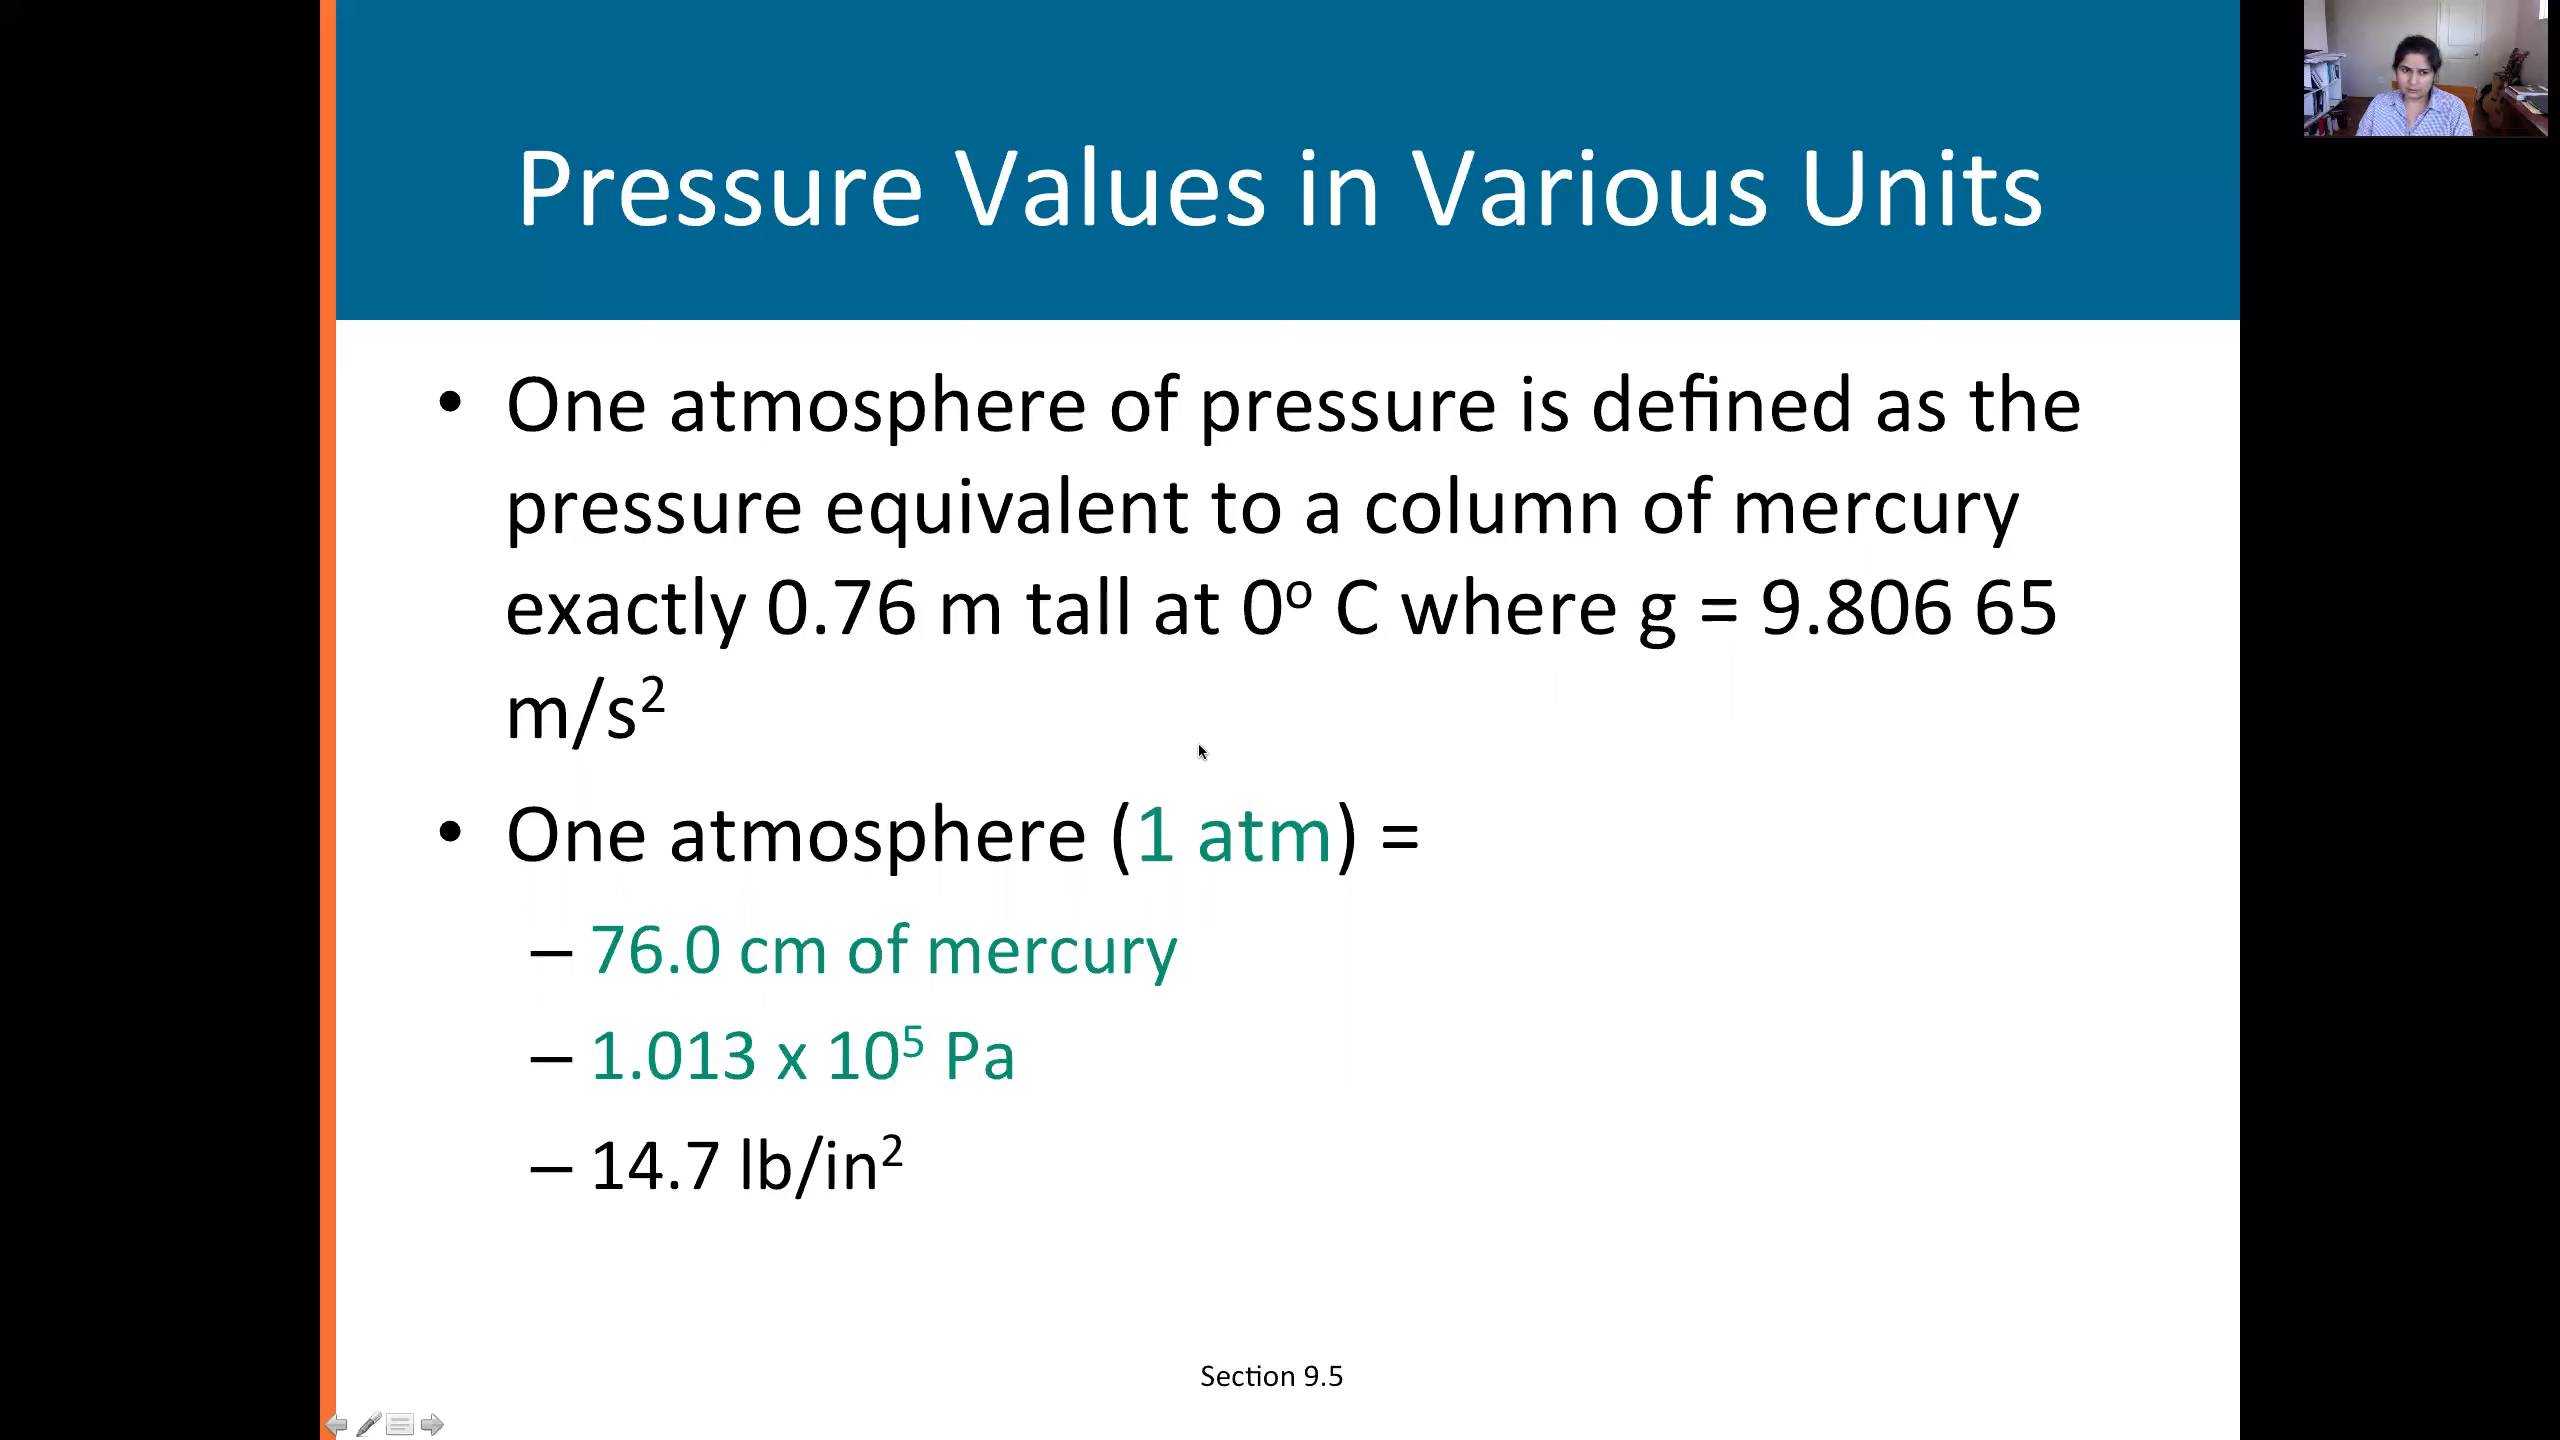 Pressure Values in Various Units
• One atmosphere of pressure is defined as the
pressure equivalent to a column of mercury
exactly 0.76 m tall at 0º C where g = 9.806 65
m/s²
• One atmosphere (1 atm) =
– 76.0 cm of mercury
– 1.013 x 10⁵ Pa
– 14.7 lb/in²
Section 9.5